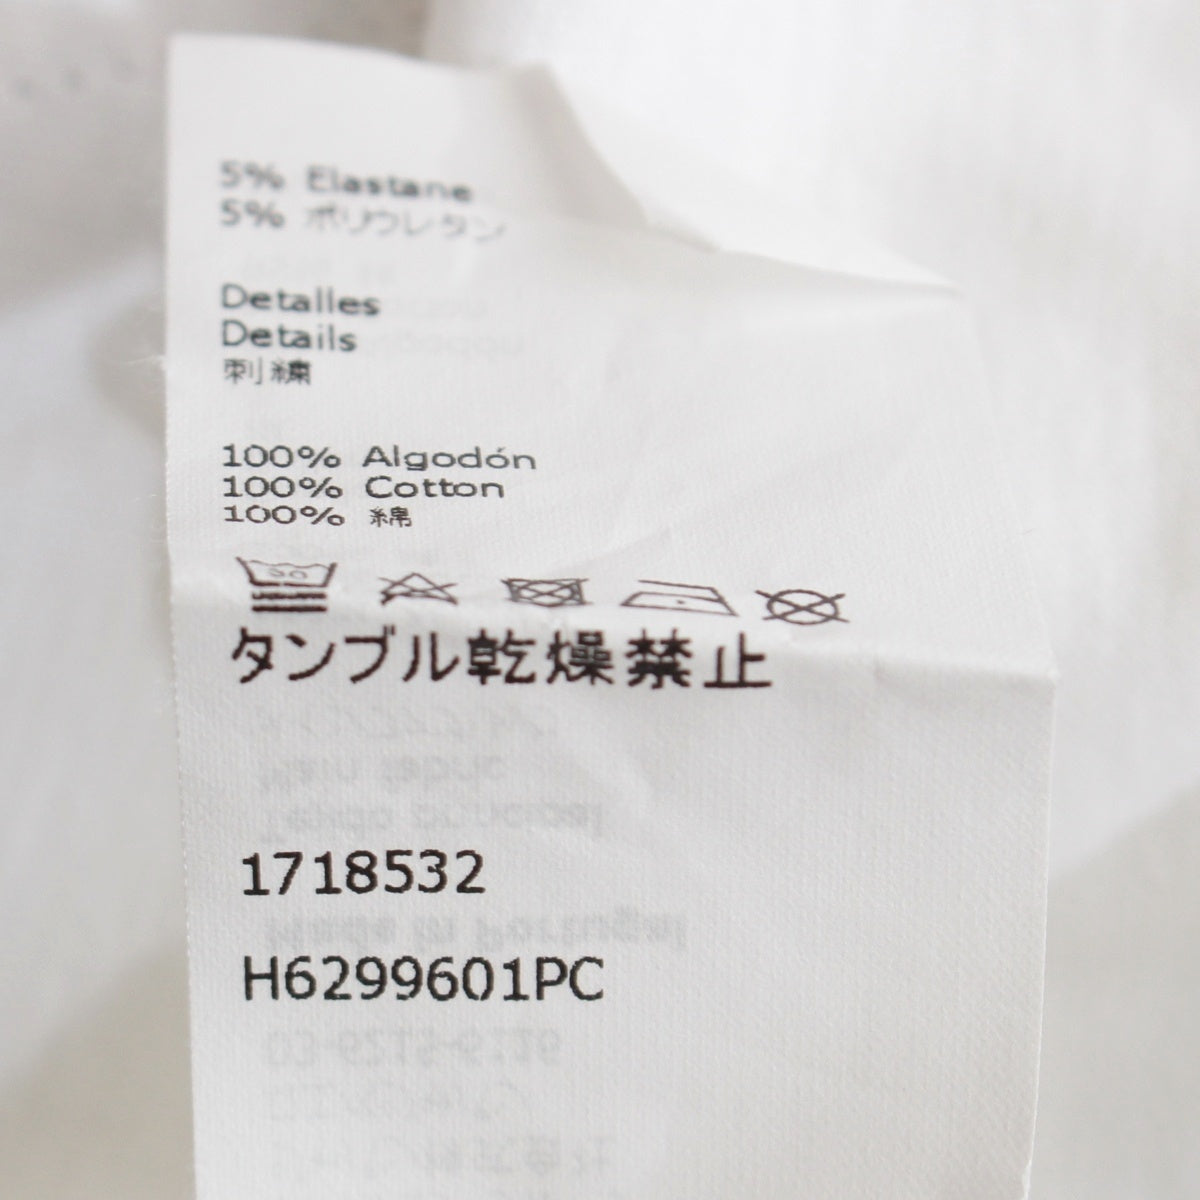 5% Elastane
5% ポリウレタン
Detalles
Details
刺繍
100% Algodón
100% Cotton
100% 綿
30
タンブル乾燥禁止
1718532
H6299601PC